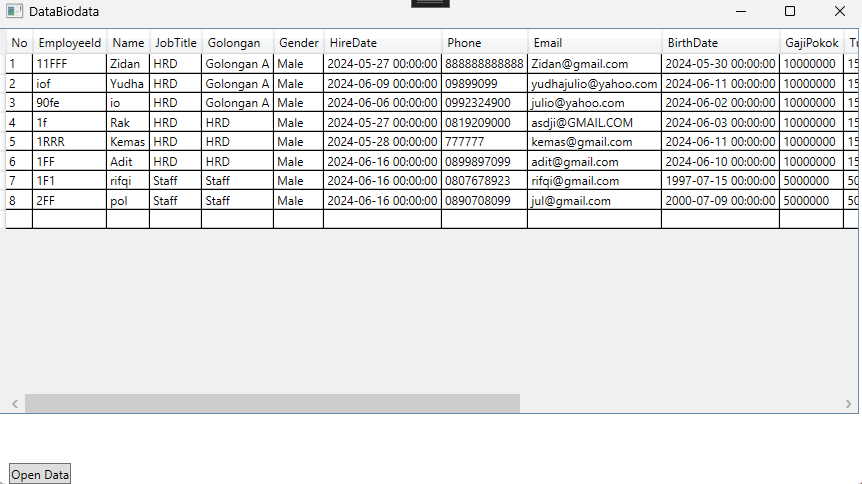 DataBiodata
No EmployeeId Name JobTitle Golongan Gender HireDate Phone Email BirthDate GajiPokok Tu
1 11FFF Zidan HRD Golongan A Male 2024-05-27 00:00:00 888888888888 Zidan@gmail.com 2024-05-30 00:00:00 10000000 15
2 iof Yudha HRD Golongan A Male 2024-06-09 00:00:00 09899099 yudhajulio@yahoo.com 2024-06-11 00:00:00 10000000 15
3 90fe io HRD Golongan A Male 2024-06-06 00:00:00 0992324900 julio@yahoo.com 2024-06-02 00:00:00 10000000 15
4 1f Rak HRD HRD Male 2024-05-27 00:00:00 0819209000 asdji@GMAIL.COM 2024-06-03 00:00:00 10000000 15
5 1RRR Kemas HRD HRD Male 2024-05-28 00:00:00 777777 kemas@gmail.com 2024-06-11 00:00:00 10000000 15
6 1FF Adit HRD HRD Male 2024-06-16 00:00:00 0899897099 adit@gmail.com 2024-06-10 00:00:00 10000000 15
7 1F1 rifqi Staff Staff Male 2024-06-16 00:00:00 0807678923 rifqi@gmail.com 1997-07-15 00:00:00 5000000 50
8 2FF pol Staff Staff Male 2024-06-16 00:00:00 0890708099 jul@gmail.com 2000-07-09 00:00:00 5000000 50
Open Data